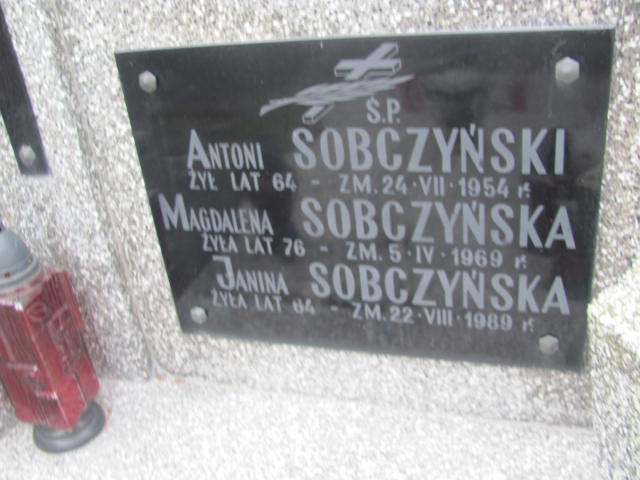 Ś.P.
ANTONI SOBCZYŃSKI
ŻYŁ LAT 64 - ZM. 24·VII·1954 r.
MAGDALENA SOBCZYŃSKA
ŻYŁA LAT 76 - ZM. 5·IV·1969 r.
JANINA SOBCZYŃSKA
ŻYŁA LAT 64 - ZM. 22·VIII·1989 r.